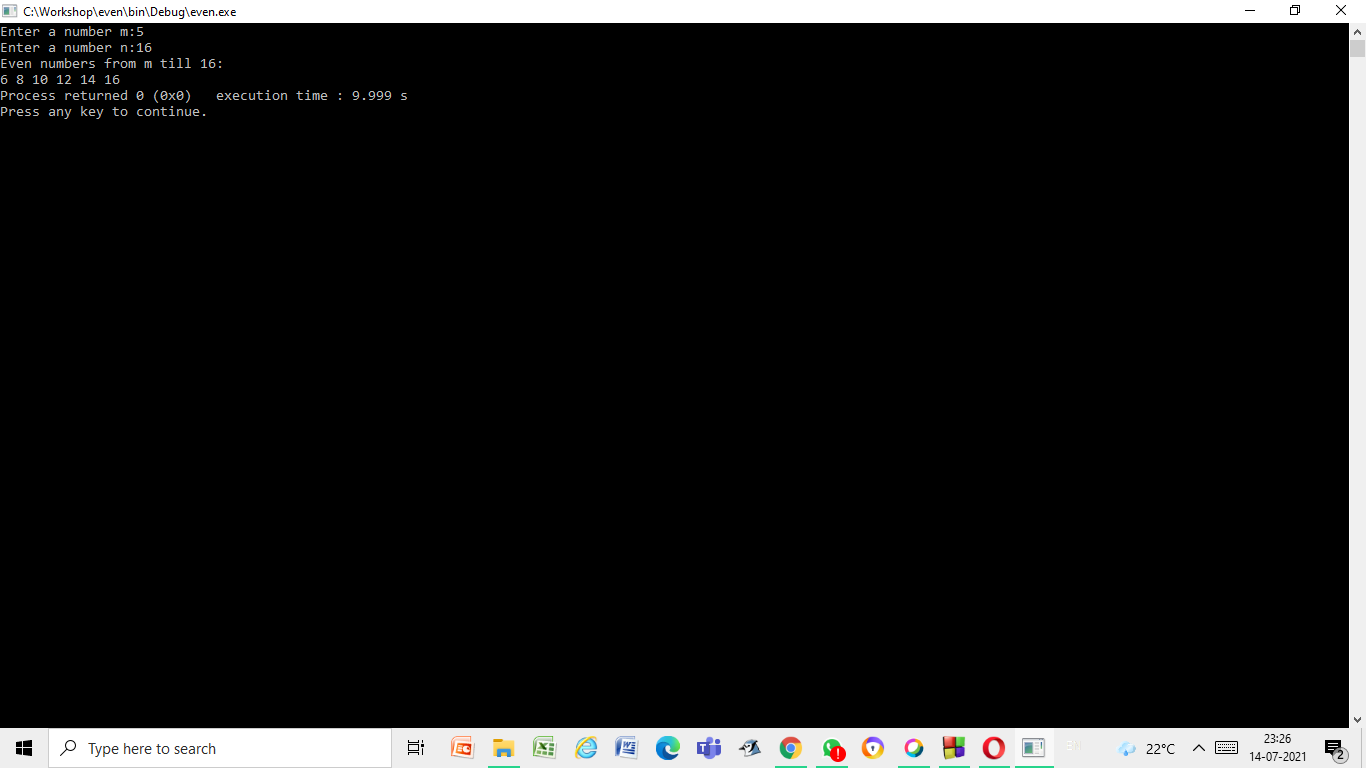 C:\Workshop\even\bin\Debug\even.exe
Enter a number m:5
Enter a number n:16
Even numbers from m till 16:
6 8 10 12 14 16
Process returned 0 (0x0)   execution time : 9.999 s
Press any key to continue.
Type here to search
22°C
23:26
14-07-2021
2